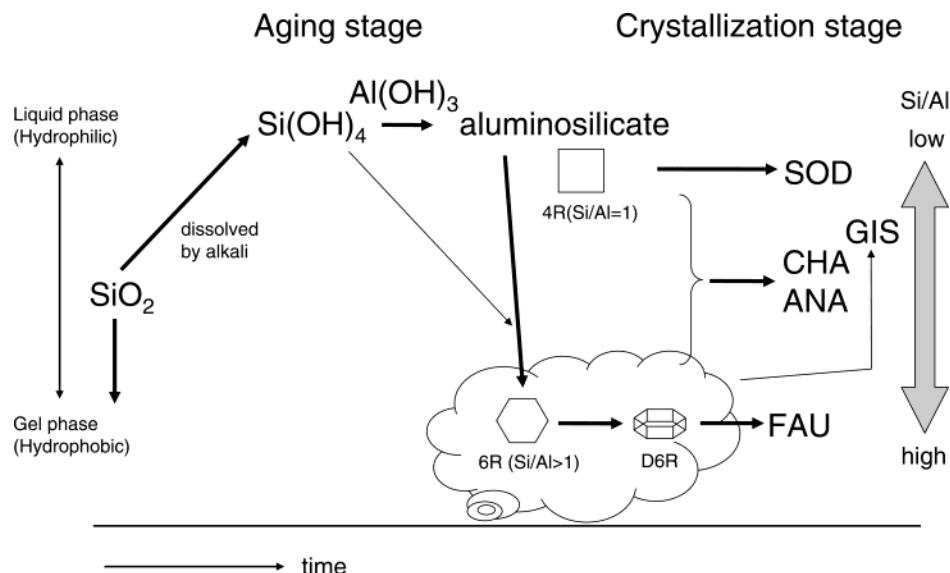 Aging stage
Crystallization stage
Liquid phase
(Hydrophilic)
Si(OH)4
Al(OH)3
aluminosilicate
4R(Si/Al=1)
SOD
Si/Al
low
dissolved
by alkali
SiO2
GIS
CHA
ANA
Gel phase
(Hydrophobic)
6R (Si/Al>1)
D6R
FAU
high
time